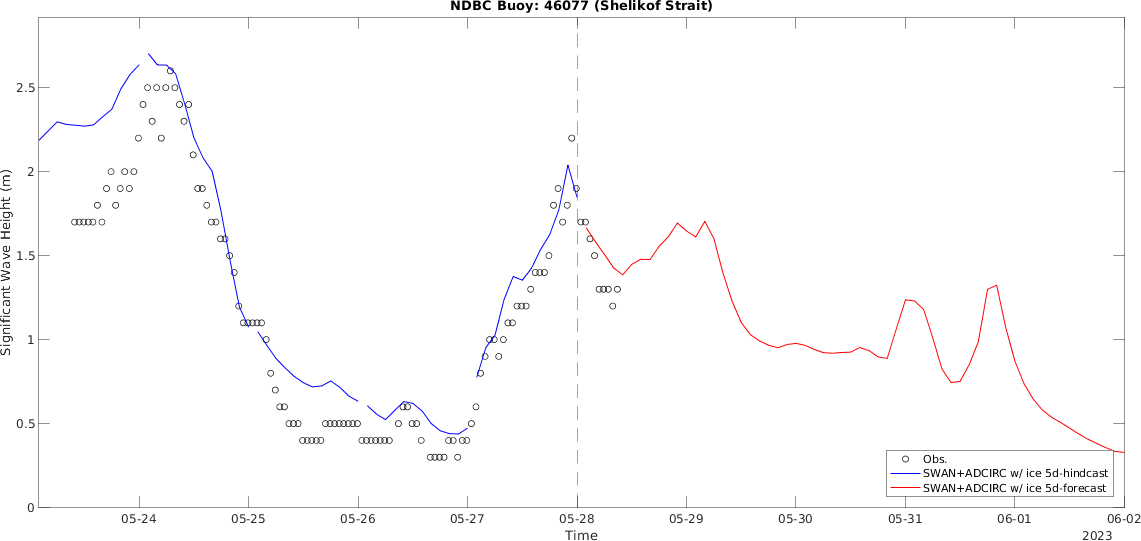 NDBC Buoy: 46077 (Shelikof Strait)
Significant Wave Height (m)
2.5
2
1.5
1
0.5
0
05-24 05-25 05-26 05-27 05-28 05-29 05-30 05-31 06-01 06-02
Time
2023
Obs.
SWAN+ADCIRC w/ ice 5d-hindcast
SWAN+ADCIRC w/ ice 5d-forecast